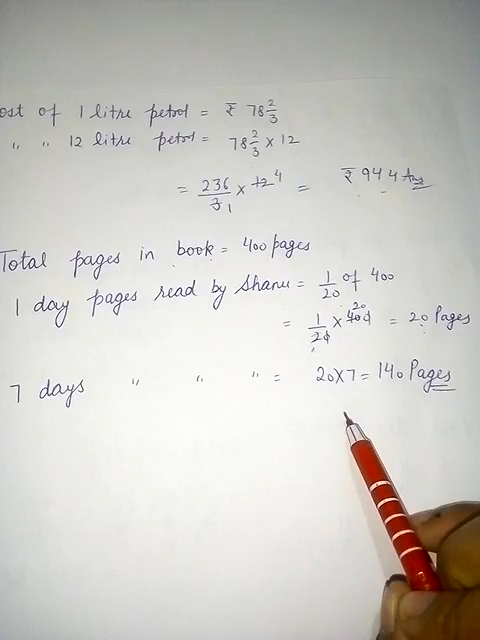 ost of 1 litre petrol = ₹ 78 2/3
" " 12 litre petrol = 78 2/3 × 12
= 236/3 1 × 12 4 = ₹ 944 Ans
Total pages in book = 400 pages
1 day pages read by Shanu = 1/20 of 400
= 1/20 × 400 20 = 20 Pages
7 days " " " = 20×7 = 140 Pages